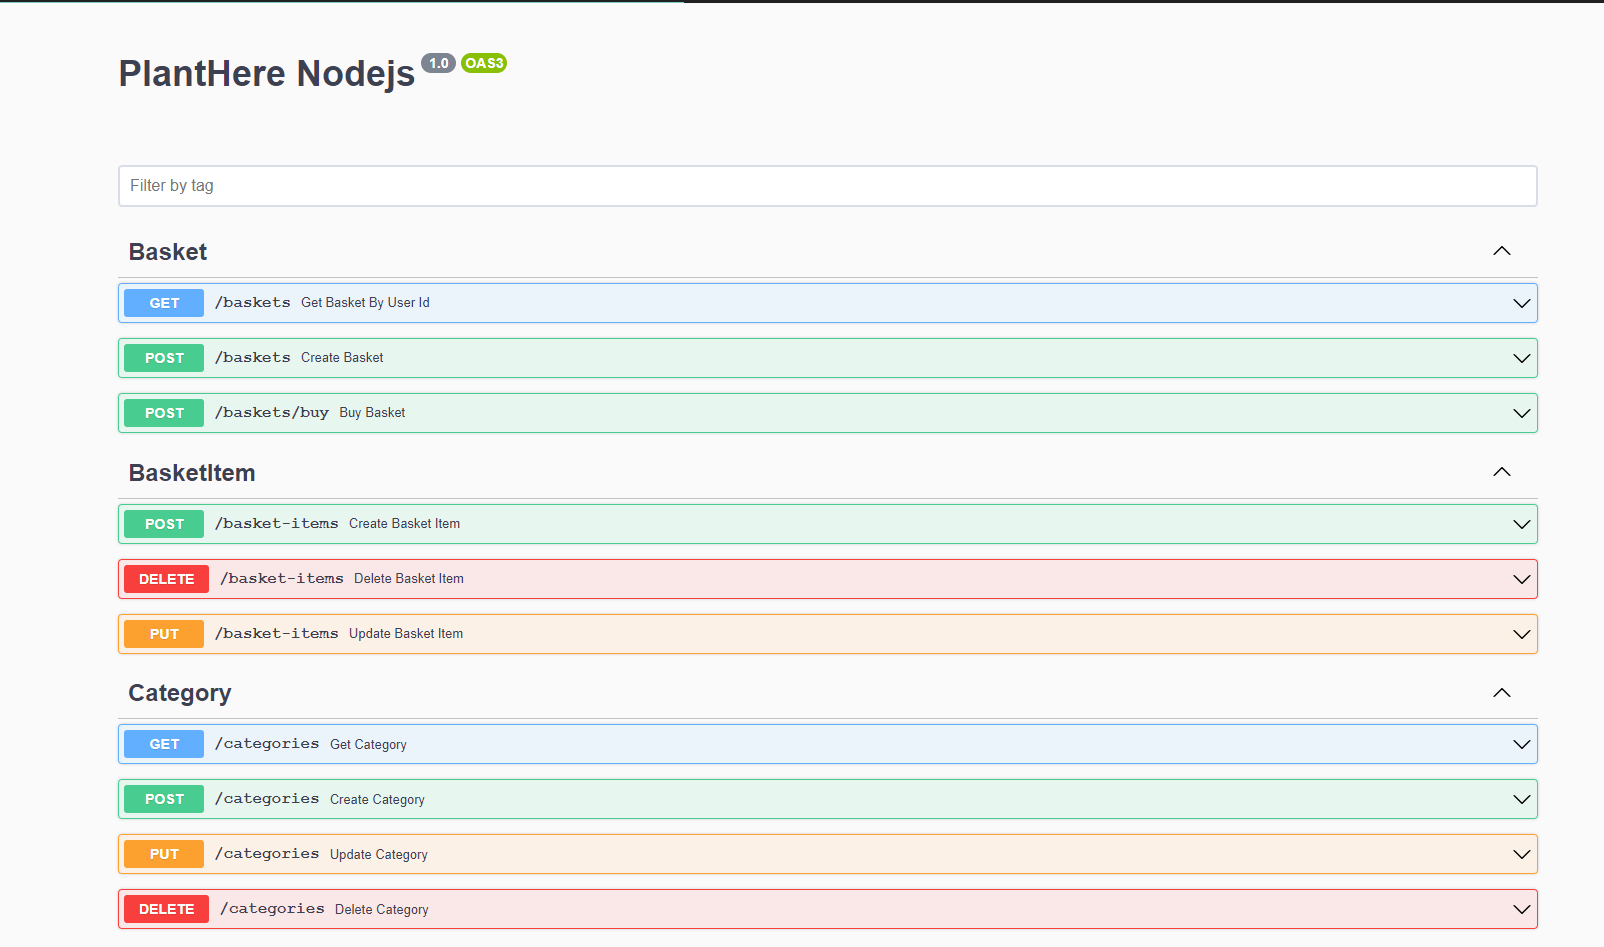 PlantHere Nodejs 1.0 OAS3
Filter by tag
Basket
GET /baskets Get Basket By User Id
POST /baskets Create Basket
POST /baskets/buy Buy Basket
BasketItem
POST /basket-items Create Basket Item
DELETE /basket-items Delete Basket Item
PUT /basket-items Update Basket Item
Category
GET /categories Get Category
POST /categories Create Category
PUT /categories Update Category
DELETE /categories Delete Category